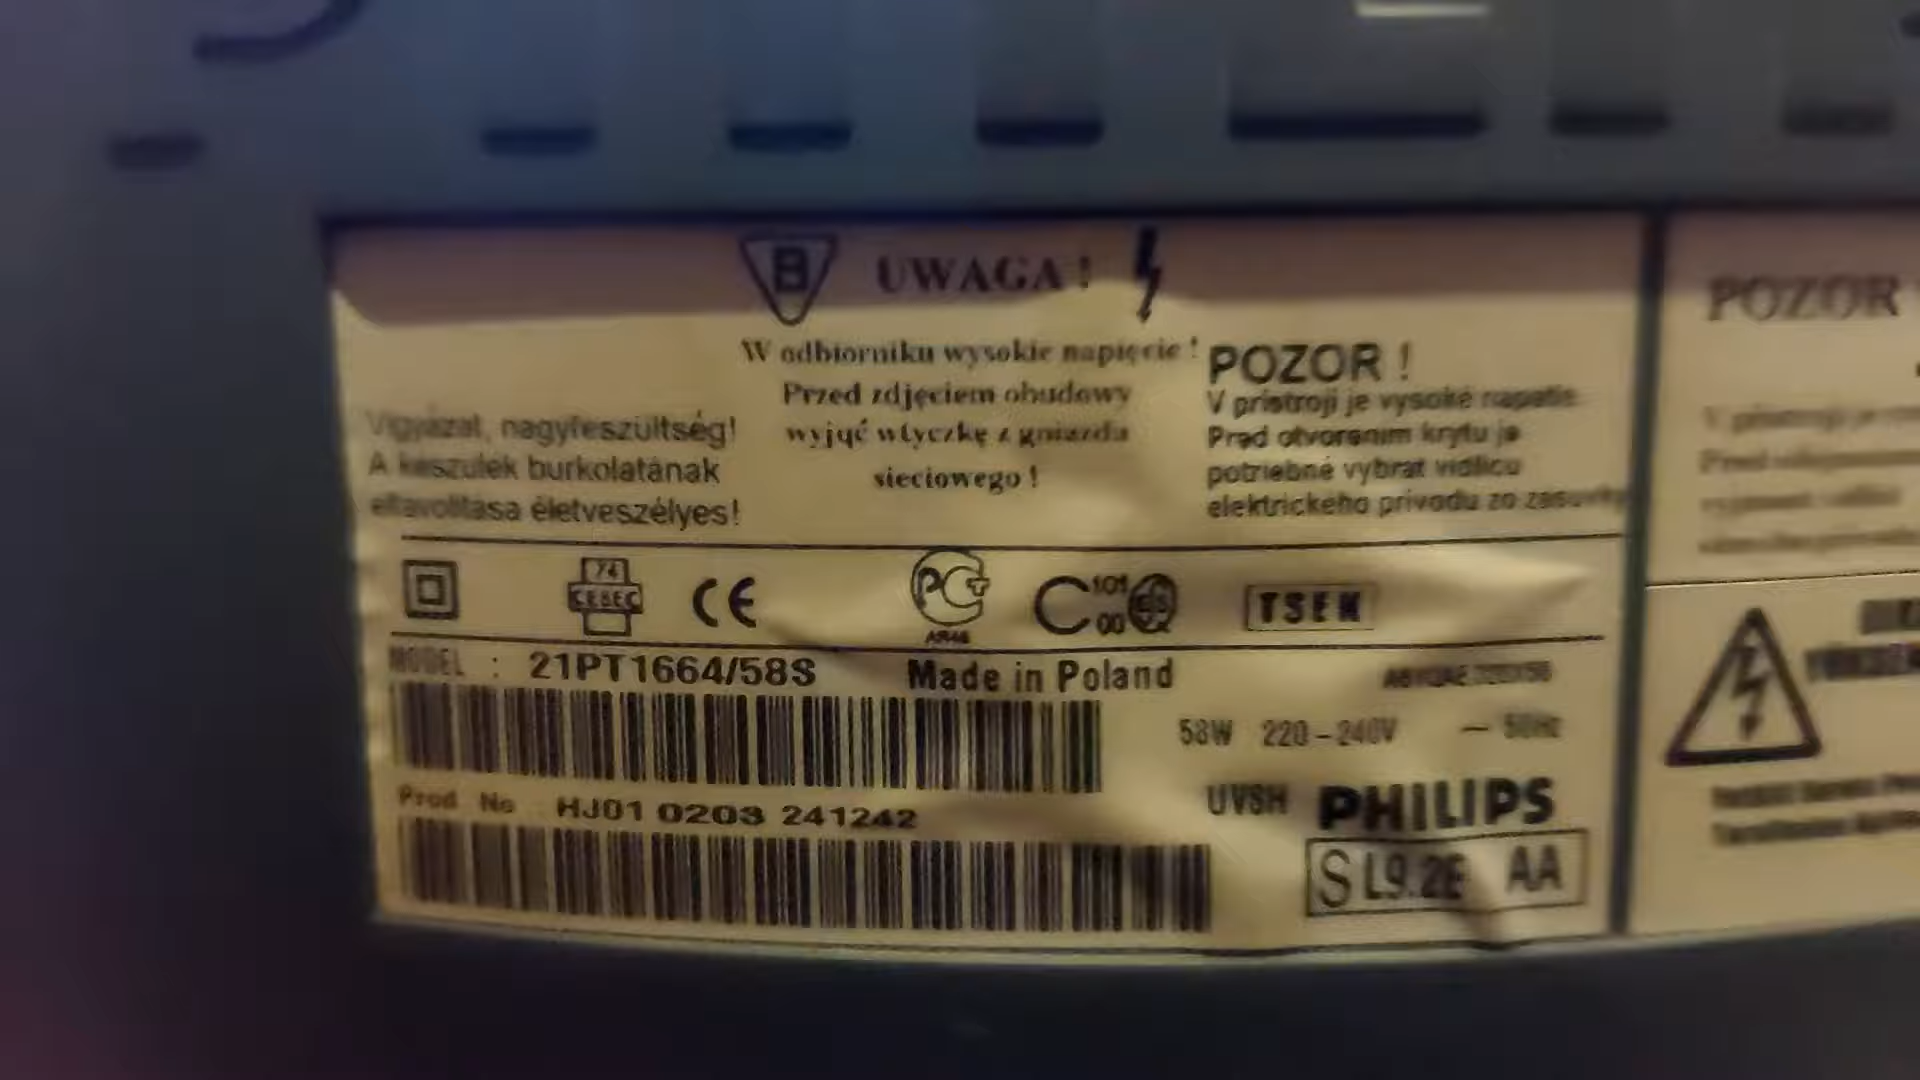 B UWAGA !
W odbiorniku wysokie napięcie !
Przed zdjęciem obudowy
wyjąć wtyczkę z gniazda
sieciowego !
Vigyázat, nagyfeszültség!
A készülék burkolatának
eltávolítása életveszélyes!
POZOR !
V prístroji je vysoké napätie
Pred otvorením krytu je
potrebné vybrať vidlicu
elektrického prívodu zo zásuvky
74
CEBEC
CE
PC
C 101 00
TSEK
MODEL : 21PT1664/58S Made in Poland
58W 220-240V 50Hz
Prod No HJ01 0203 241242
UVSH PHILIPS
S L9.2E AA
POZOR